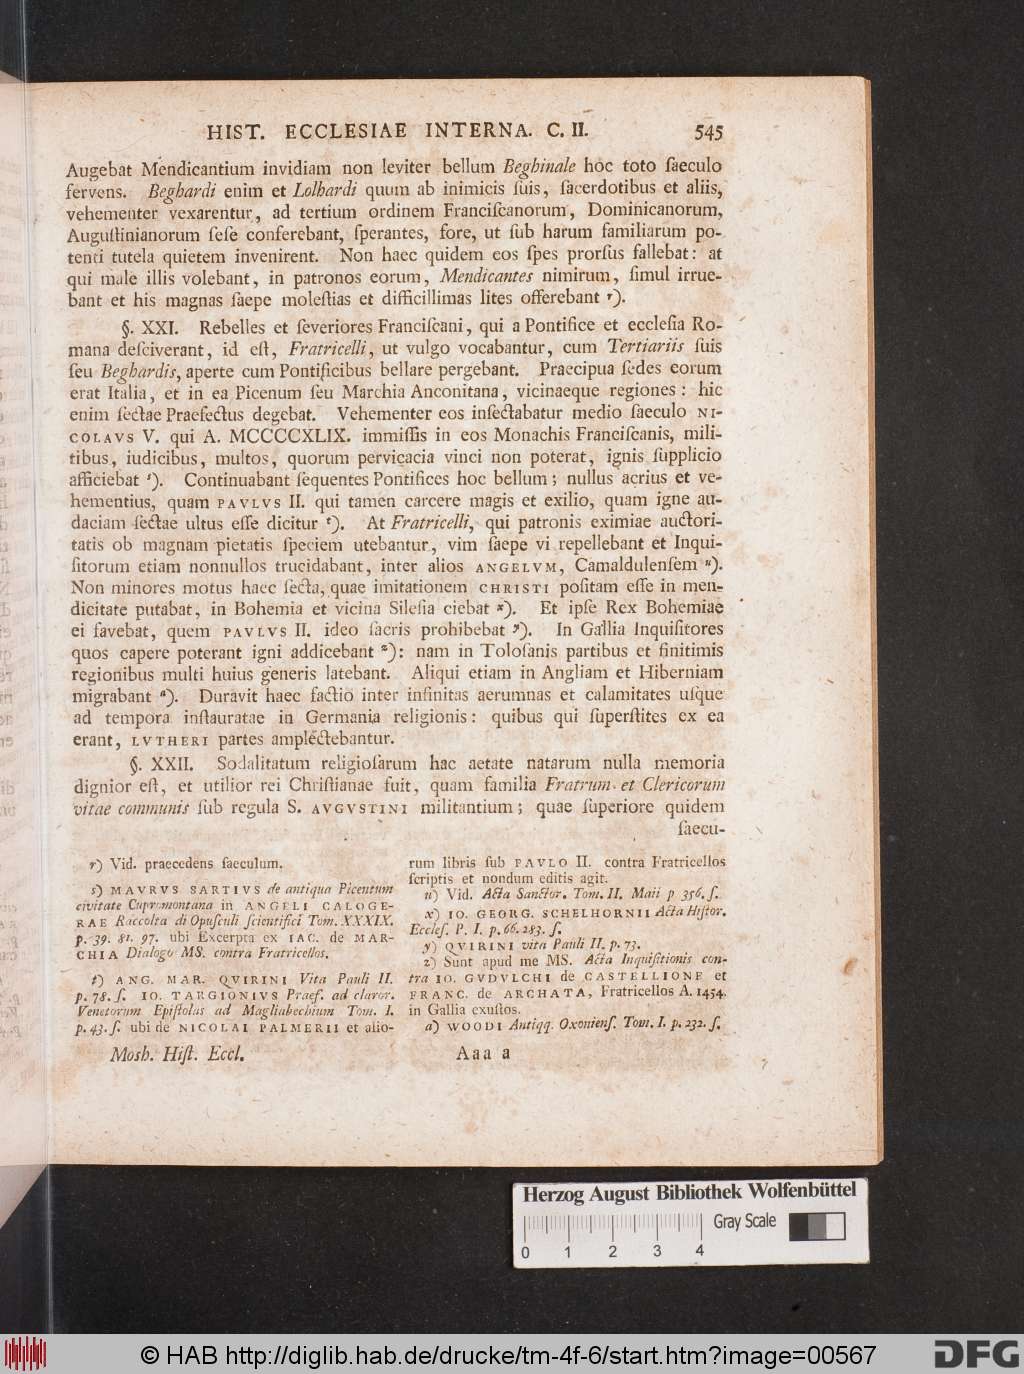 HIST. ECCLESIAE INTERNA. C. II. 545
Augebat Mendicantium invidiam non leviter bellum Beghinale hoc toto ſaeculo
fervens. Beghardi enim et Lolhardi quum ab inimicis ſuis, ſacerdotibus et aliis,
vehementer vexarentur, ad tertium ordinem Franciſcanorum, Dominicanorum,
Auguſtinianorum ſeſe conferebant, ſperantes, fore, ut ſub harum familiarum po-
tenti tutela quietem invenirent. Non haec quidem eos ſpes prorſus fallebat: at
qui male illis volebant, in patronos eorum, Mendicantes nimirum, ſimul irrue-
bant et his magnas ſaepe moleſtias et difficillimas lites offerebant r).
§. XXI. Rebelles et ſeveriores Franciſcani, qui a Pontifice et eccleſia Ro-
mana deſciverant, id eſt, Fratricelli, ut vulgo vocabantur, cum Tertiariis ſuis
ſeu Beghardis, aperte cum Pontificibus bellare pergebant. Praecipua ſedes eorum
erat Italia, et in ea Picenum ſeu Marchia Anconitana, vicinaeque regiones: hic
enim ſectae Praefectus degebat. Vehementer eos inſectabatur medio ſaeculo NI-
COLAVS V. qui A. MCCCCXLIX. immiſſis in eos Monachis Franciſcanis, mili-
tibus, iudicibus, multos, quorum pervicacia vinci non poterat, ignis ſupplicio
afficiebat s). Continuabant ſequentes Pontifices hoc bellum; nullus acrius et ve-
hementius, quam PAVLVS II. qui tamen carcere magis et exilio, quam igne au-
daciam ſectae ultus eſſe dicitur t). At Fratricelli, qui patronis eximiae auctori-
tatis ob magnam pietatis ſpeciem utebantur, vim ſaepe vi repellebant et Inqui-
ſitorum etiam nonnullos trucidabant, inter alios ANGELVM, Camaldulenſem u).
Non minores motus haec ſecta, quae imitationem CHRISTI poſitam eſſe in men-
dicitate putabat, in Bohemia et vicina Sileſia ciebat x). Et ipſe Rex Bohemiae
ei favebat, quem PAVLVS II. ideo ſacris prohibebat y). In Gallia Inquiſitores
quos capere poterant igni addicebant z): nam in Toloſanis partibus et finitimis
regionibus multi huius generis latebant. Aliqui etiam in Angliam et Hiberniam
migrabant a). Duravit haec factio inter infinitas aerumnas et calamitates uſque
ad tempora inſtauratae in Germania religionis: quibus qui ſuperſtites ex ea
erant, LVTHERI partes amplectebantur.
§. XXII. Sodalitatum religioſarum hac aetate natarum nulla memoria
dignior eſt, et utilior rei Chriſtianae fuit, quam familia Fratrum et Clericorum
vitae communis ſub regula S. AVGVSTINI militantium; quae ſuperiore quidem
ſaecu-
r) Vid. praecedens ſaeculum.
s) MAVRVS SARTIVS de antiqua Picentum
civitate Cupromontana in ANGELI CALOGE-
RAE Raccolta di Opuſculi ſcientifici Tom. XXXIX.
p. 39. 81. 97. ubi Excerpta ex IAC. de MAR-
CHIA Dialogo MS. contra Fratricellos.
t) ANG. MAR. QVIRINI Vita Pauli II.
p. 78. ſ. IO. TARGIONIVS Praef. ad claror.
Venetorum Epiſtolas ad Magliabechium Tom. I.
p. 43. ſ. ubi de NICOLAI PALMERII et alio-
rum libris ſub PAVLO II. contra Fratricellos
ſcriptis et nondum editis agit.
u) Vid. Acta Sanctor. Tom. II. Maii p. 356. ſ.
x) IO. GEORG. SCHELHORNII Acta Hiſtor.
Eccleſ. P. I. p. 66. 283. ſ.
y) QVIRINI vita Pauli II. p. 73.
z) Sunt apud me MS. Acta Inquiſitionis con-
tra IO. GVDVLCHI de CASTELLIONE et
FRANC. de ARCHATA, Fratricellos A. 1454.
in Gallia exuſtos.
a) WOODI Antiqq. Oxonienſ. Tom. I. p. 232. ſ.
Mosh. Hiſt. Eccl. Aaa a
Herzog August Bibliothek Wolfenbüttel
Gray Scale
0 1 2 3 4
© HAB http://diglib.hab.de/drucke/tm-4f-6/start.htm?image=00567
DFG